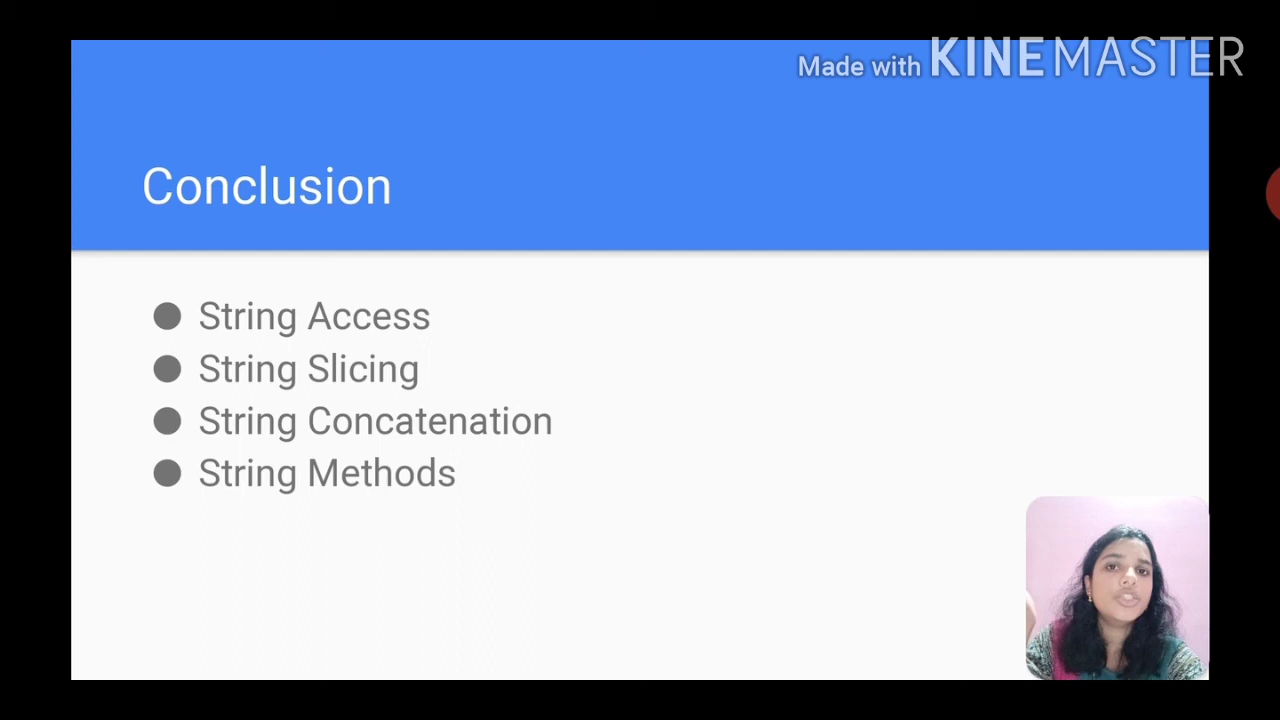 Made with KINEMASTER
Conclusion
String Access
String Slicing
String Concatenation
String Methods